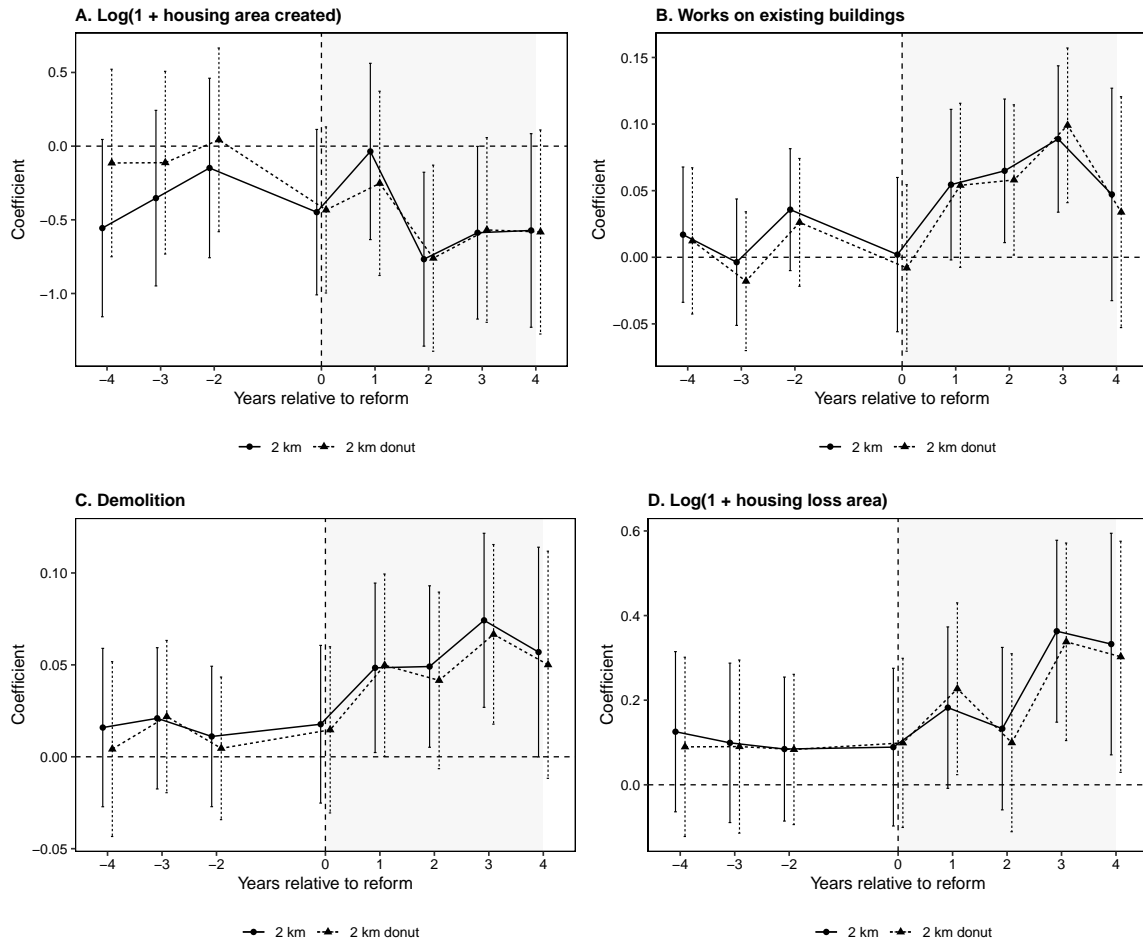 A. Log(1 + housing area created)
Coefficient
0.5
0.0
−0.5
−1.0
−4 −3 −2 0 1 2 3 4
Years relative to reform
2 km 2 km donut
B. Works on existing buildings
Coefficient
0.15
0.10
0.05
0.00
−0.05
−4 −3 −2 0 1 2 3 4
Years relative to reform
2 km 2 km donut
C. Demolition
Coefficient
0.10
0.05
0.00
−0.05
−4 −3 −2 0 1 2 3 4
Years relative to reform
2 km 2 km donut
D. Log(1 + housing loss area)
Coefficient
0.6
0.4
0.2
0.0
−4 −3 −2 0 1 2 3 4
Years relative to reform
2 km 2 km donut